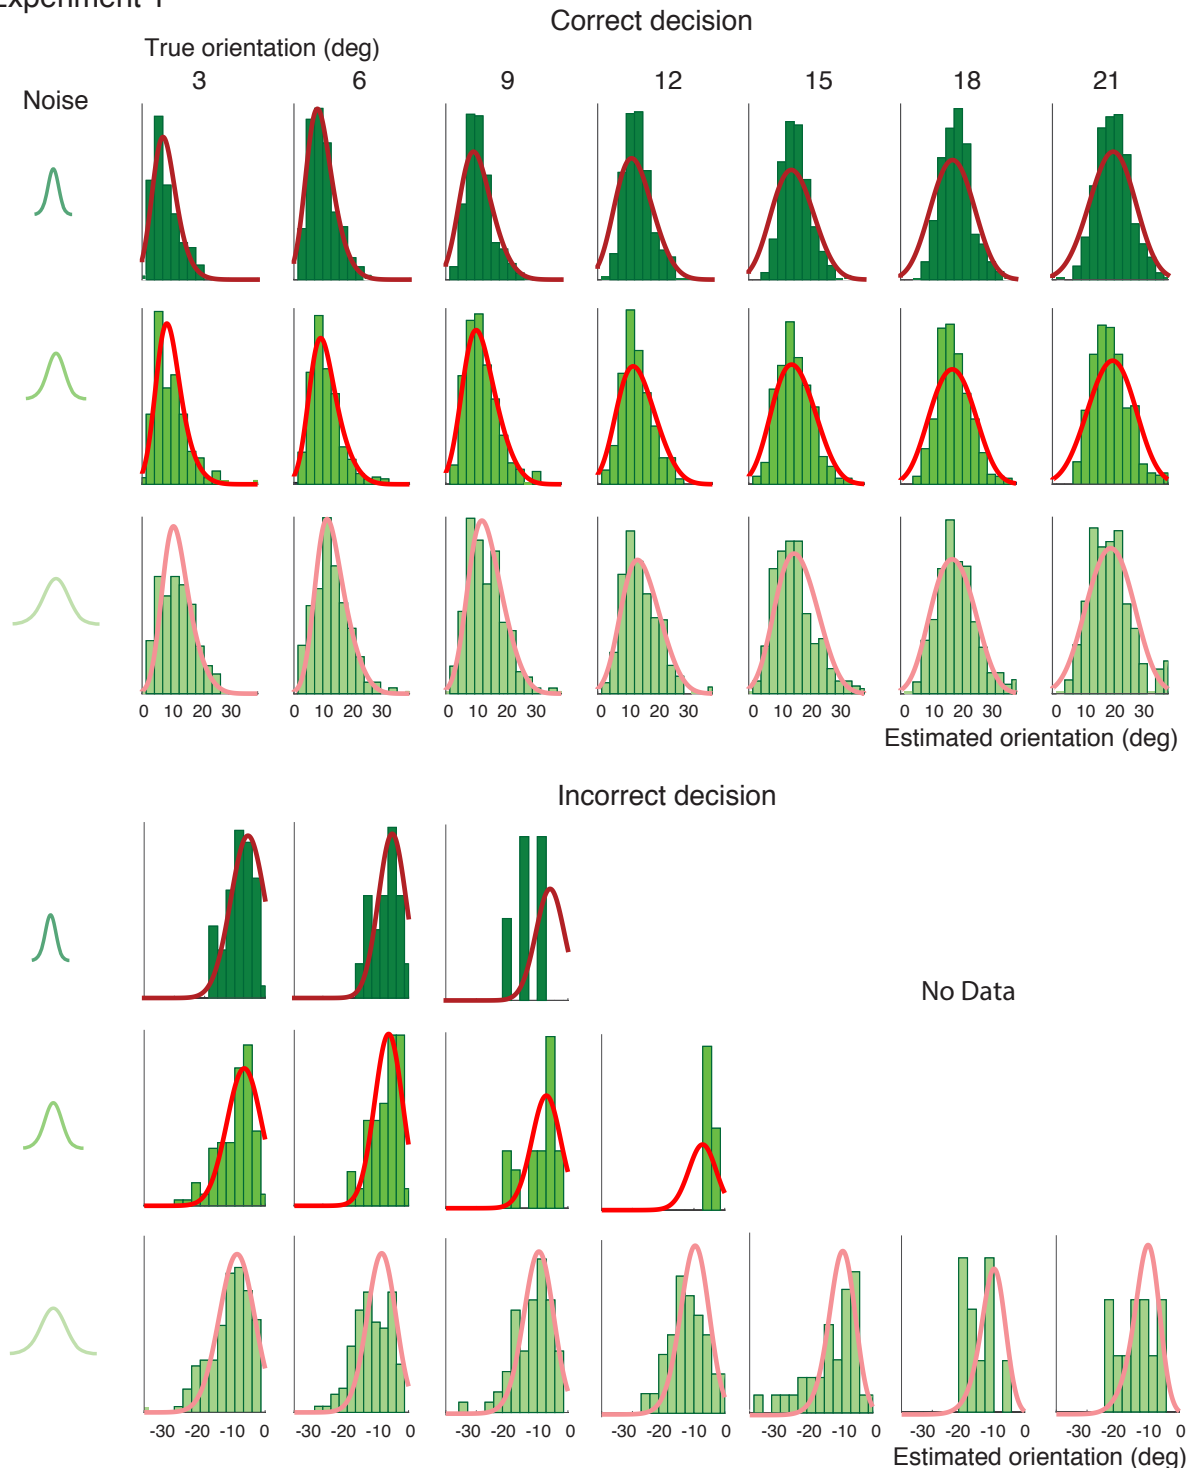 Experiment 1
Correct decision
True orientation (deg)
3 6 9 12 15 18 21
Noise
0 10 20 30 0 10 20 30 0 10 20 30 0 10 20 30 0 10 20 30 0 10 20 30 0 10 20 30
Estimated orientation (deg)
Incorrect decision
No Data
-30 -20 -10 0 -30 -20 -10 0 -30 -20 -10 0 -30 -20 -10 0 -30 -20 -10 0 -30 -20 -10 0 -30 -20 -10 0
Estimated orientation (deg)